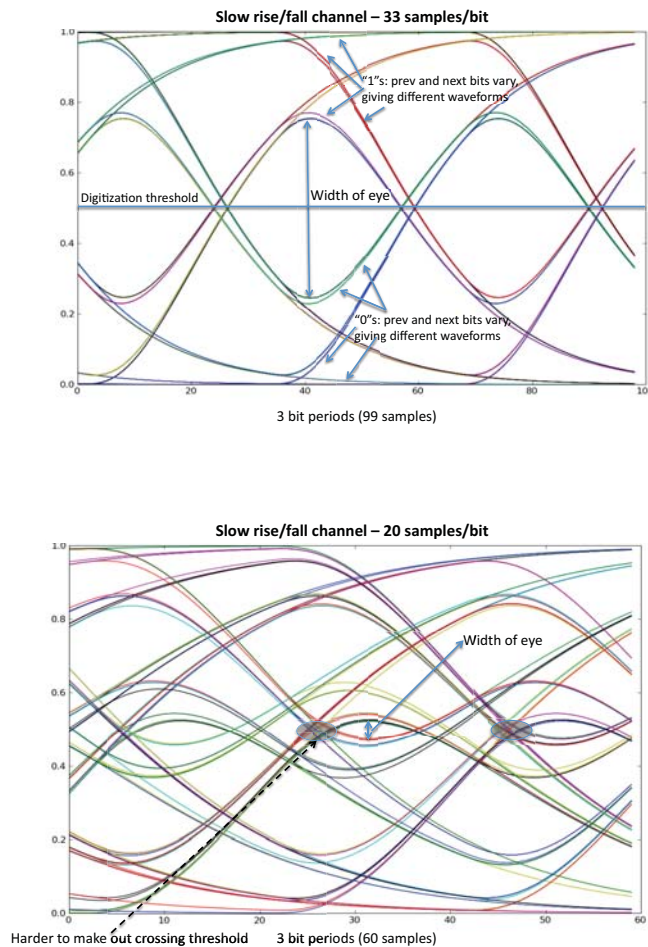 Slow rise/fall channel – 33 samples/bit
1.0
“1”s: prev and next bits vary,
giving different waveforms
0.8
0.6
Digitization threshold
Width of eye
0.4
0.2
“0”s: prev and next bits vary,
giving different waveforms
0.0
0 20 40 60 80 10
3 bit periods (99 samples)
Slow rise/fall channel – 20 samples/bit
1.0
0.8
Width of eye
0.6
0.4
0.2
0.0
0 10 20 30 40 50 60
Harder to make out crossing threshold
3 bit periods (60 samples)